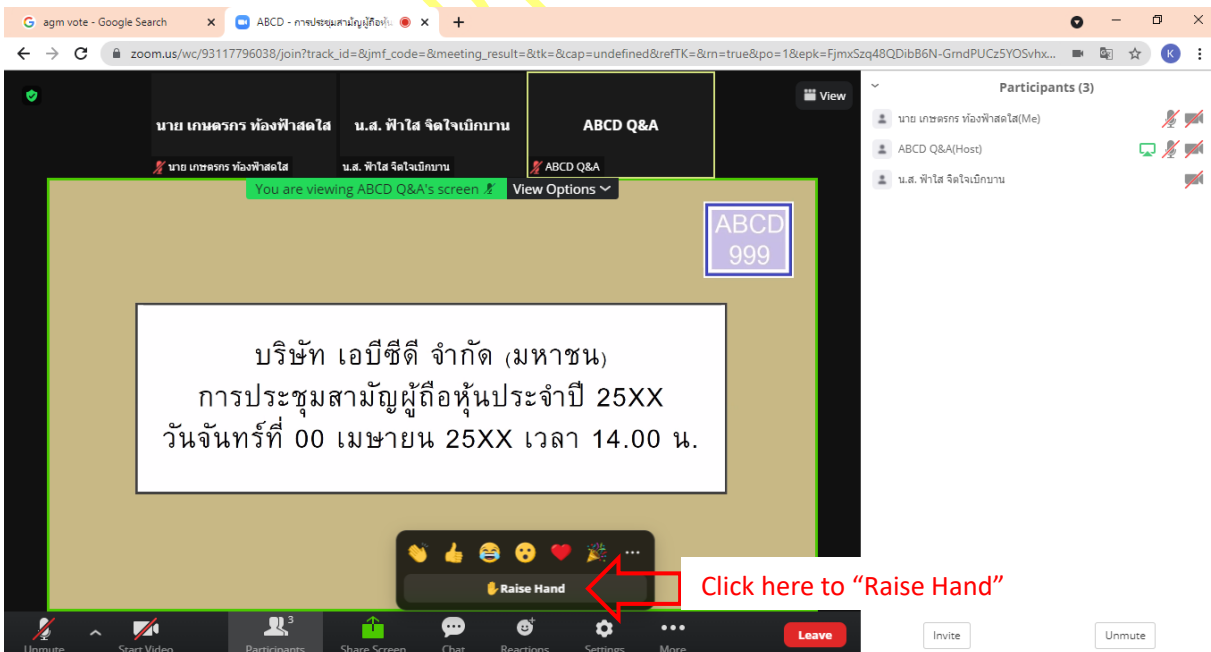 agm vote - Google Search
ABCD - การประชุมสามัญผู้ถือหุ้น
zoom.us/wc/93117796038/join?track_id=&jmf_code=&meeting_result=&tk=&cap=undefined&refTK=&rn=true&po=1&epk=FjmxSzq48QDibB6N-GrndPUCz5YOSvhx...
K
นาย เกษตรกร ท้องฟ้าสดใส
น.ส. ฟ้าใส จิตใจเบิกบาน
ABCD Q&A
View
นาย เกษตรกร ท้องฟ้าสดใส
น.ส. ฟ้าใส จิตใจเบิกบาน
ABCD Q&A
You are viewing ABCD Q&A's screen
View Options
Participants (3)
นาย เกษตรกร ท้องฟ้าสดใส(Me)
ABCD Q&A(Host)
น.ส. ฟ้าใส จิตใจเบิกบาน
ABCD
999
บริษัท เอบีซีดี จำกัด (มหาชน)
การประชุมสามัญผู้ถือหุ้นประจำปี 25XX
วันจันทร์ที่ 00 เมษายน 25XX เวลา 14.00 น.
Raise Hand
Click here to “Raise Hand”
Unmute
Start Video
3
Participants
Share Screen
Chat
Reactions
Settings
More
Leave
Invite
Unmute